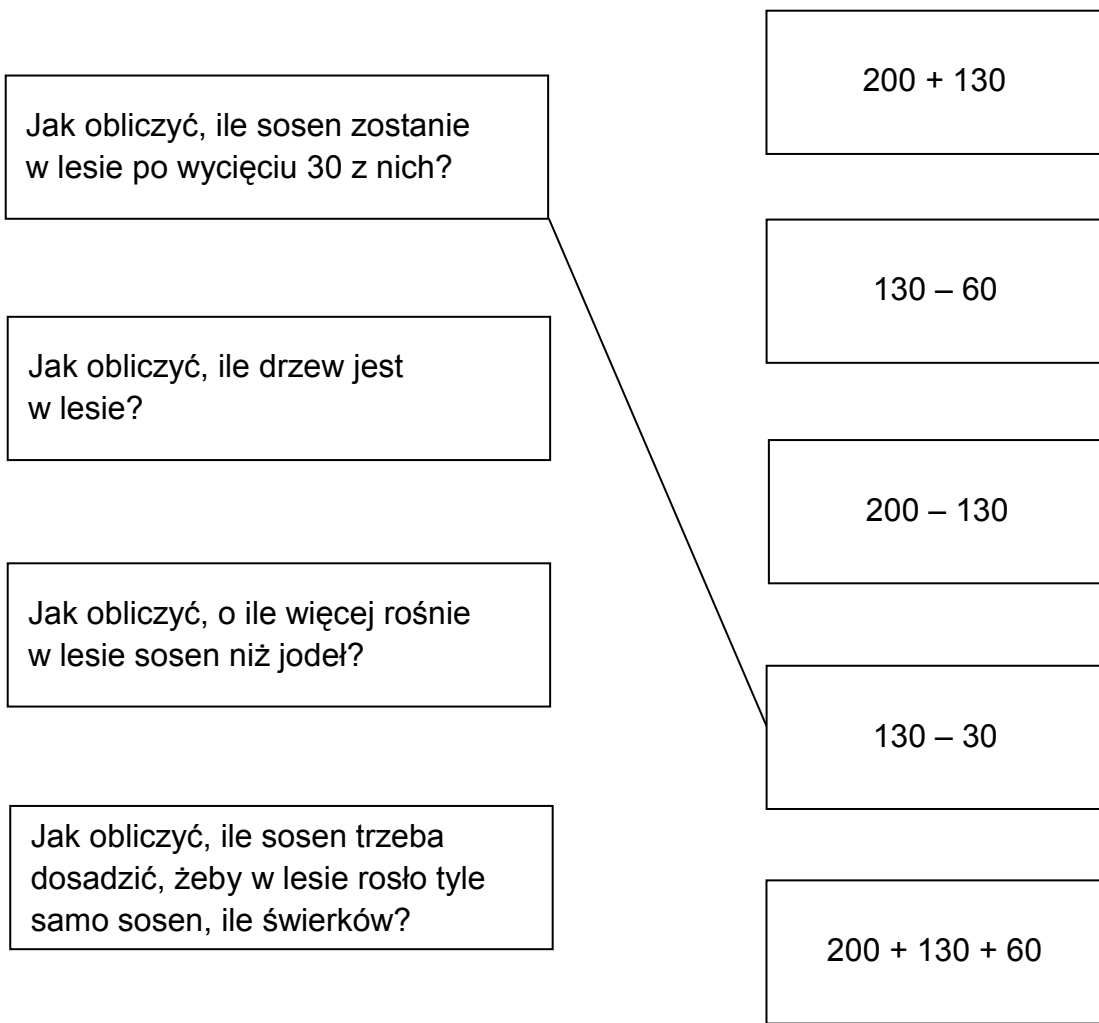 Jak obliczyć, ile sosen zostanie
w lesie po wycięciu 30 z nich?
Jak obliczyć, ile drzew jest
w lesie?
Jak obliczyć, o ile więcej rośnie
w lesie sosen niż jodeł?
Jak obliczyć, ile sosen trzeba
dosadzić, żeby w lesie rosło tyle
samo sosen, ile świerków?
200 + 130
130 – 60
200 – 130
130 – 30
200 + 130 + 60